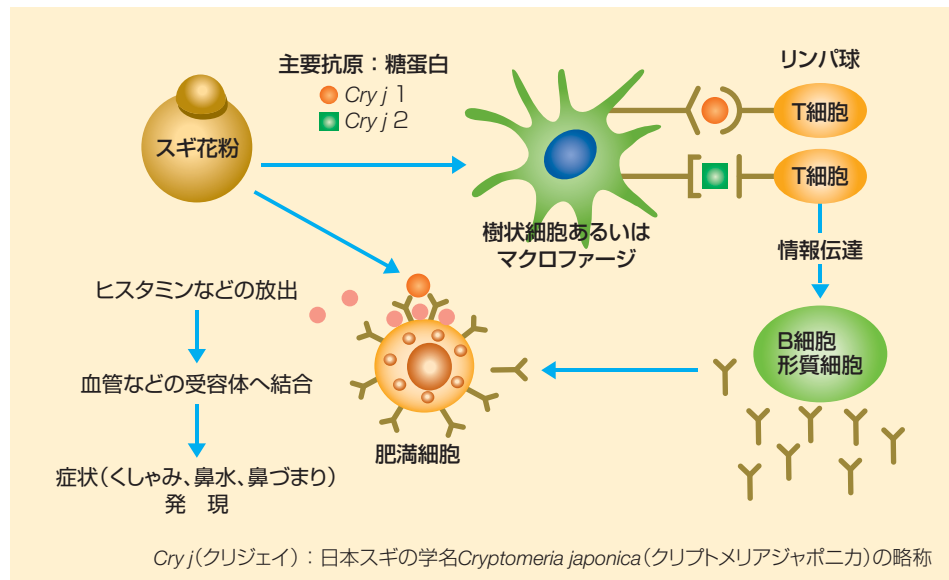 主要抗原：糖蛋白
Cry j 1
Cry j 2
リンパ球
スギ花粉
T細胞
T細胞
樹状細胞あるいは
マクロファージ
情報伝達
ヒスタミンなどの放出
B細胞
形質細胞
血管などの受容体へ結合
肥満細胞
症状（くしゃみ、鼻水、鼻づまり）
発　現
Cry j（クリジェイ）：日本スギの学名Cryptomeria japonica（クリプトメリアジャポニカ）の略称